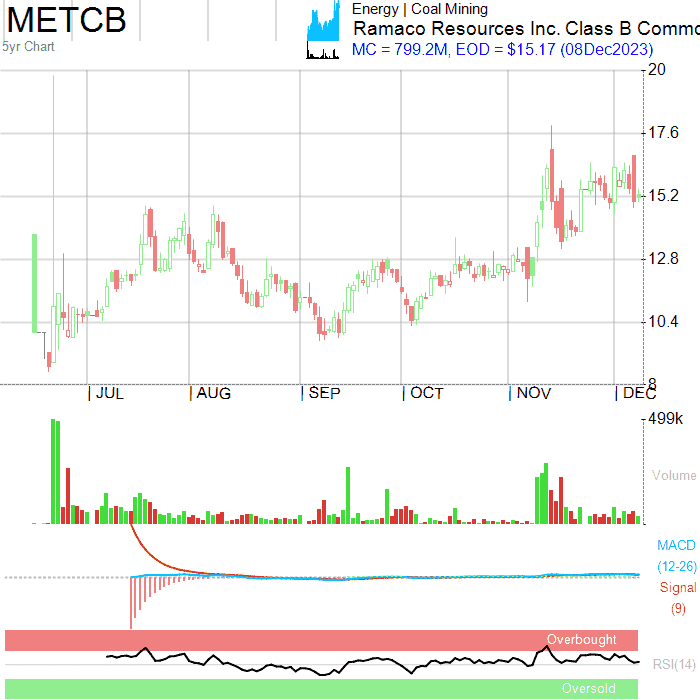 METCB
5yr Chart
Energy | Coal Mining
Ramaco Resources Inc. Class B Commo
MC = 799.2M, EOD = $15.17 (08Dec2023)
20
17.6
15.2
12.8
10.4
8
JUL AUG SEP OCT NOV DEC
499k
Volume
MACD
(12-26)
Signal
(9)
Overbought
RSI(14)
Oversold